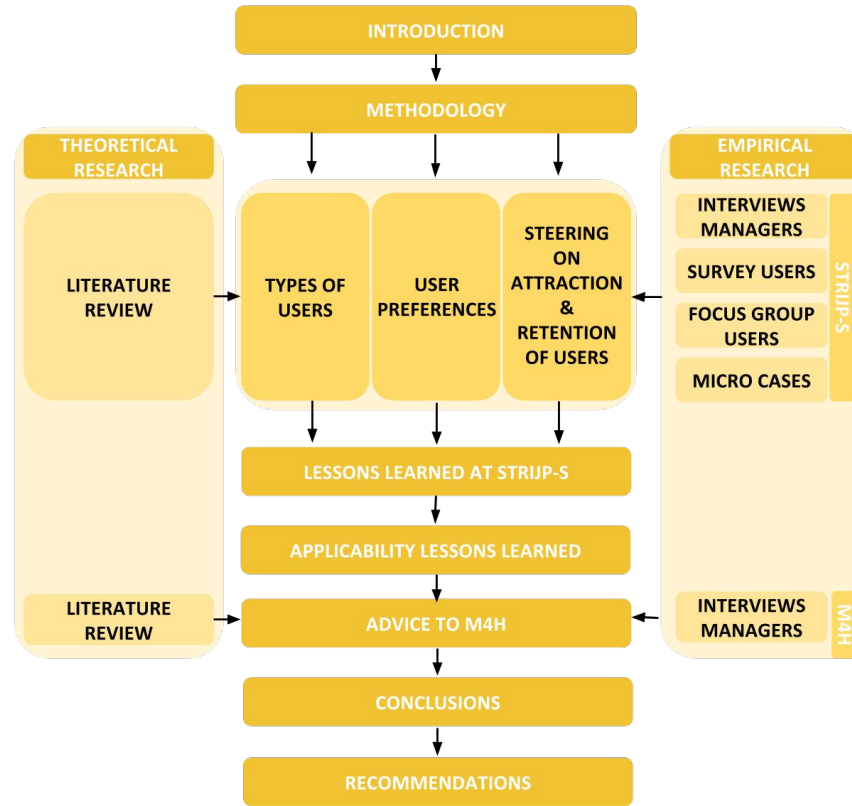 INTRODUCTION
METHODOLOGY
THEORETICAL
RESEARCH
LITERATURE
REVIEW
TYPES OF
USERS
USER
PREFERENCES
STEERING
ON
ATTRACTION
&
RETENTION
OF USERS
EMPIRICAL
RESEARCH
INTERVIEWS
MANAGERS
SURVEY USERS
FOCUS GROUP
USERS
MICRO CASES
STRIJP-S
LESSONS LEARNED AT STRIJP-S
APPLICABILITY LESSONS LEARNED
LITERATURE
REVIEW
ADVICE TO M4H
INTERVIEWS
MANAGERS
M4H
CONCLUSIONS
RECOMMENDATIONS